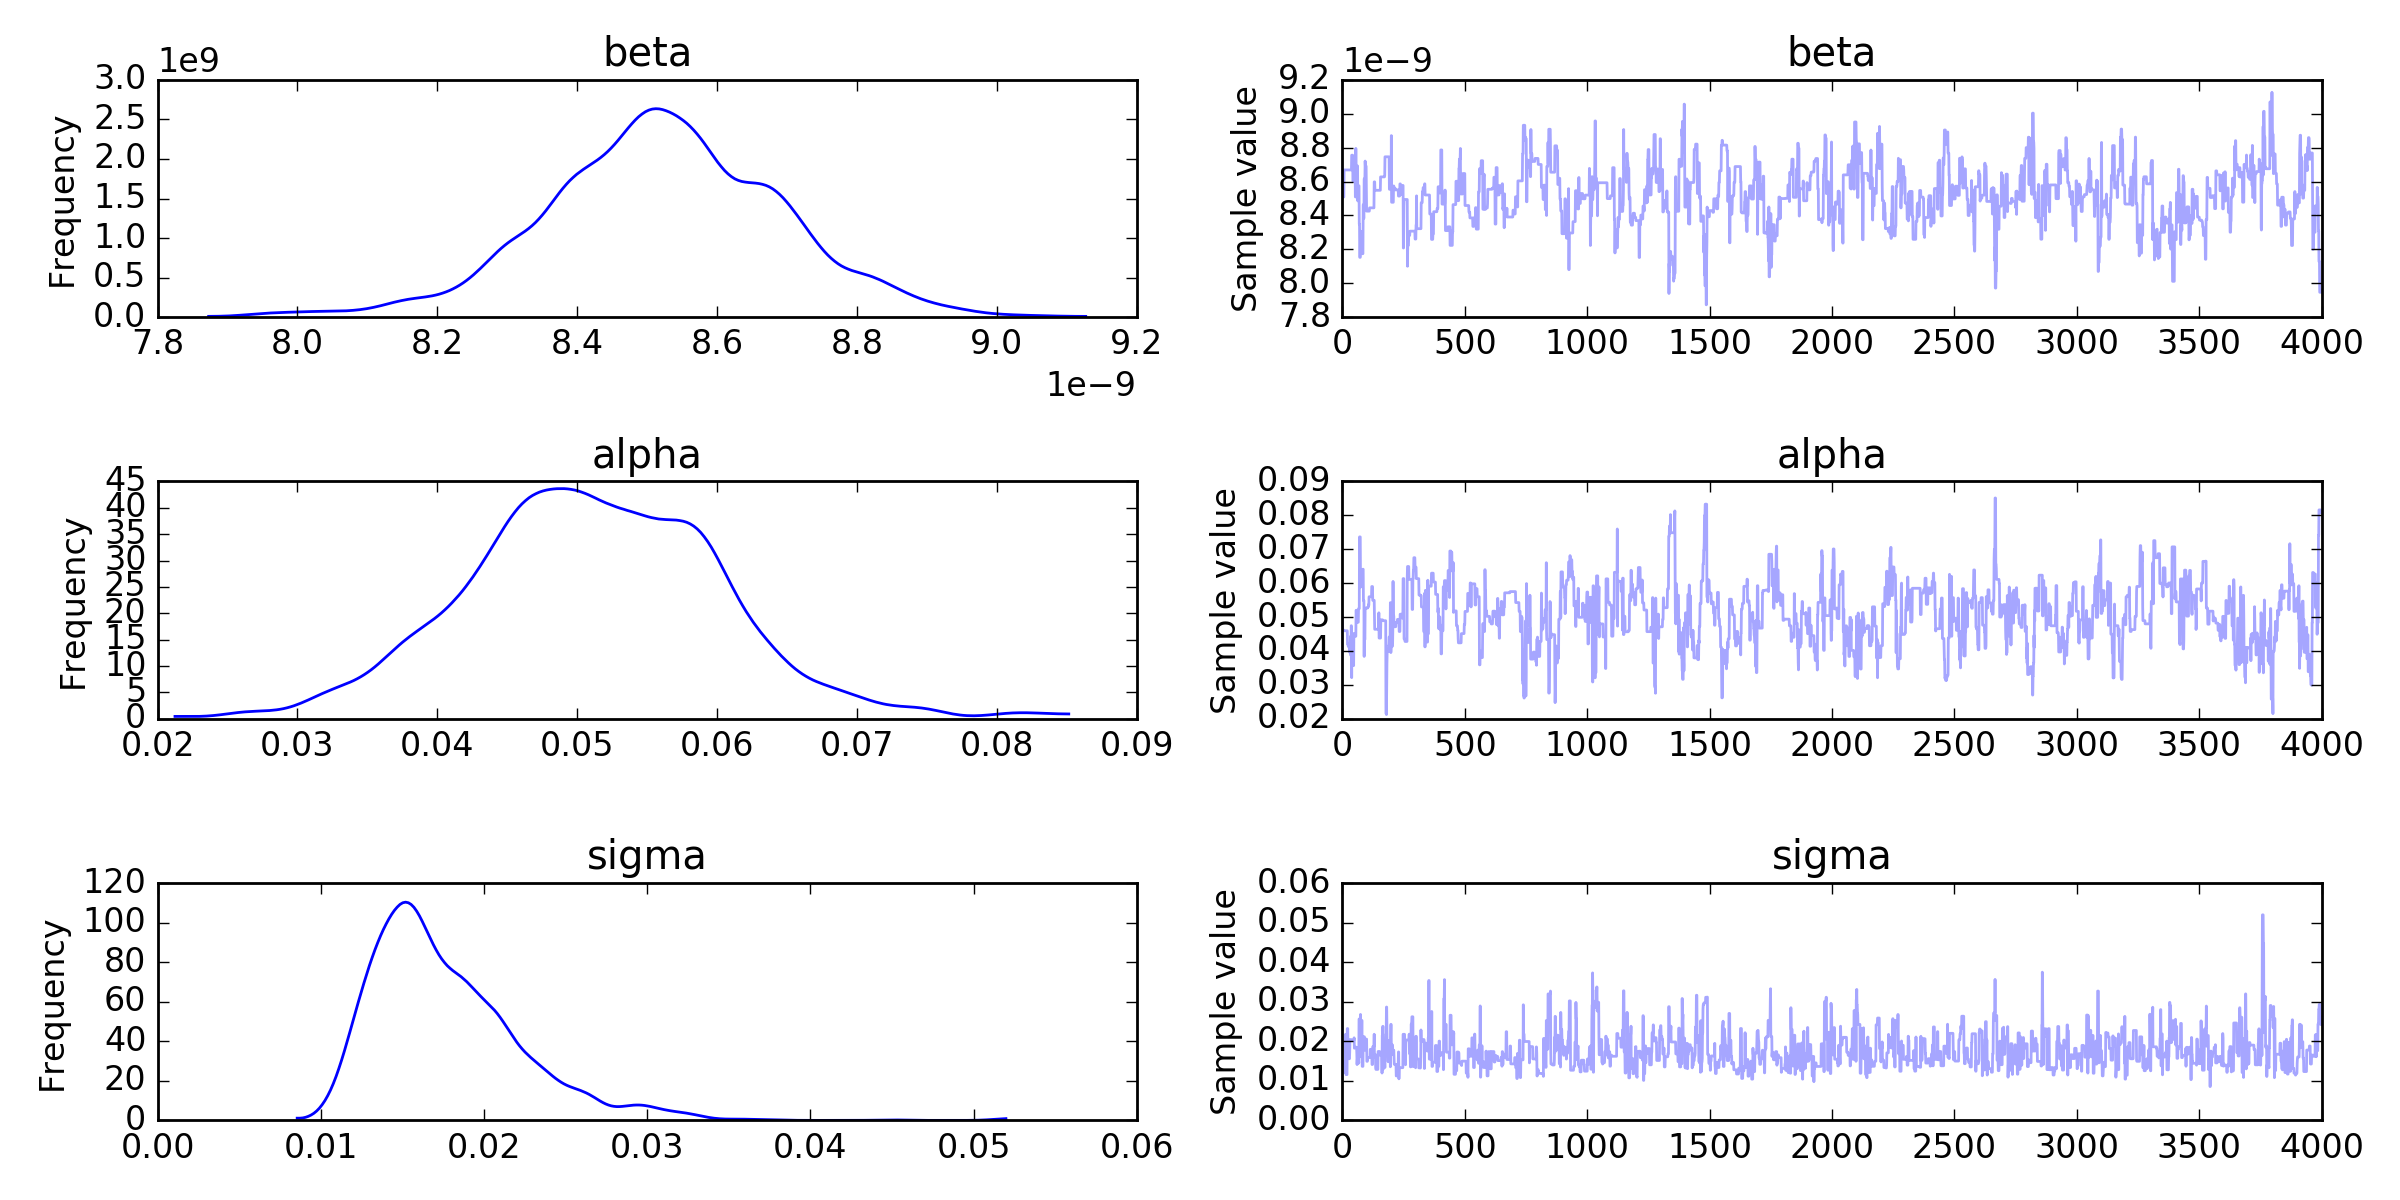 beta
1e9
3.0
2.5
2.0
1.5
1.0
0.5
0.0
Frequency
7.8 8.0 8.2 8.4 8.6 8.8 9.0 9.2
1e−9
beta
1e−9
9.2
9.0
8.8
8.6
8.4
8.2
8.0
7.8
Sample value
0 500 1000 1500 2000 2500 3000 3500 4000
alpha
45
40
35
30
25
20
15
10
5
0
Frequency
0.02 0.03 0.04 0.05 0.06 0.07 0.08 0.09
alpha
0.09
0.08
0.07
0.06
0.05
0.04
0.03
0.02
Sample value
0 500 1000 1500 2000 2500 3000 3500 4000
sigma
120
100
80
60
40
20
0
Frequency
0.00 0.01 0.02 0.03 0.04 0.05 0.06
sigma
0.06
0.05
0.04
0.03
0.02
0.01
0.00
Sample value
0 500 1000 1500 2000 2500 3000 3500 4000